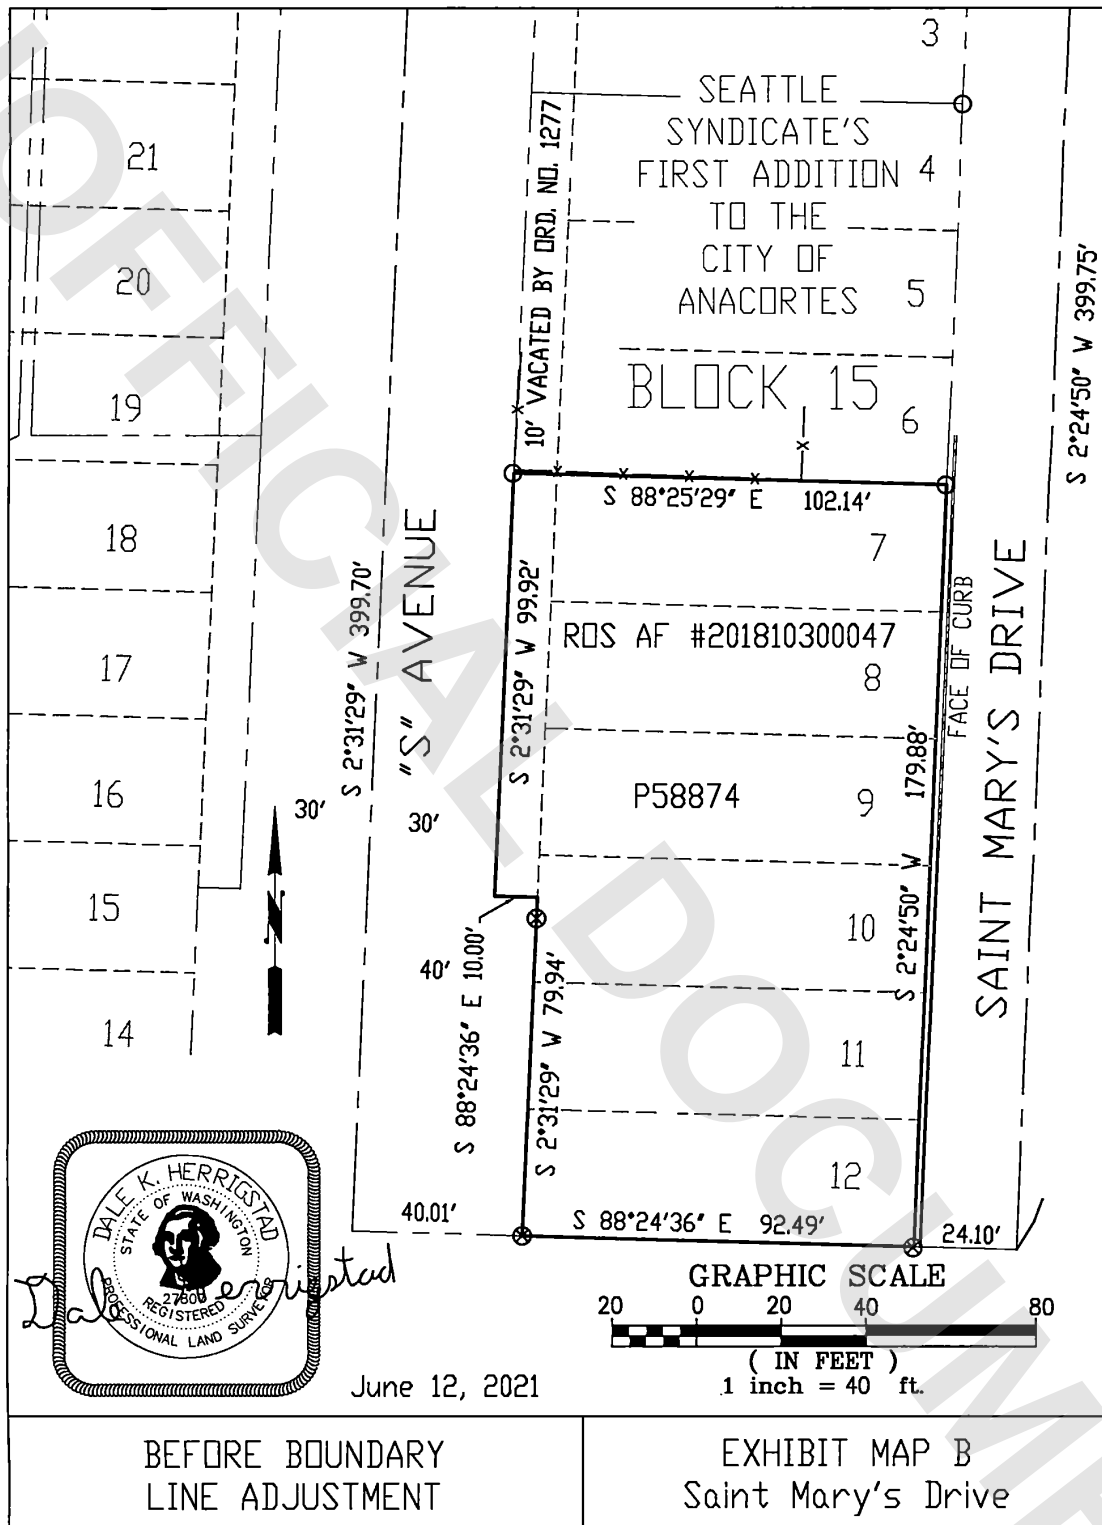 3
SEATTLE
SYNDICATE'S
FIRST ADDITION
TO THE
CITY OF
ANACORTES
4
5
BLOCK 15
6
10' VACATED BY ORD. NO. 1277
21
20
19
18
17
16
15
14
S 2°24'50" W 399.75'
S 88°25'29" E 102.14'
7
ROS AF #201810300047
8
P58874
9
10
11
12
S 2°31'29" W 399.70'
"S" AVENUE
S 2°31'29" W 99.92'
FACE OF CURB
SAINT MARY'S DRIVE
S 2°24'50" W 179.88'
30'
30'
N
40'
S 88°24'36" E 10.00'
S 2°31'29" W 79.94'
40.01'
S 88°24'36" E 92.49'
24.10'
DALE K. HERRIGSTAD
STATE OF WASHINGTON
REGISTERED
PROFESSIONAL LAND SURVEYOR
June 12, 2021
GRAPHIC SCALE
20 0 20 40 80
( IN FEET )
1 inch = 40 ft.
BEFORE BOUNDARY
LINE ADJUSTMENT
EXHIBIT MAP B
Saint Mary's Drive